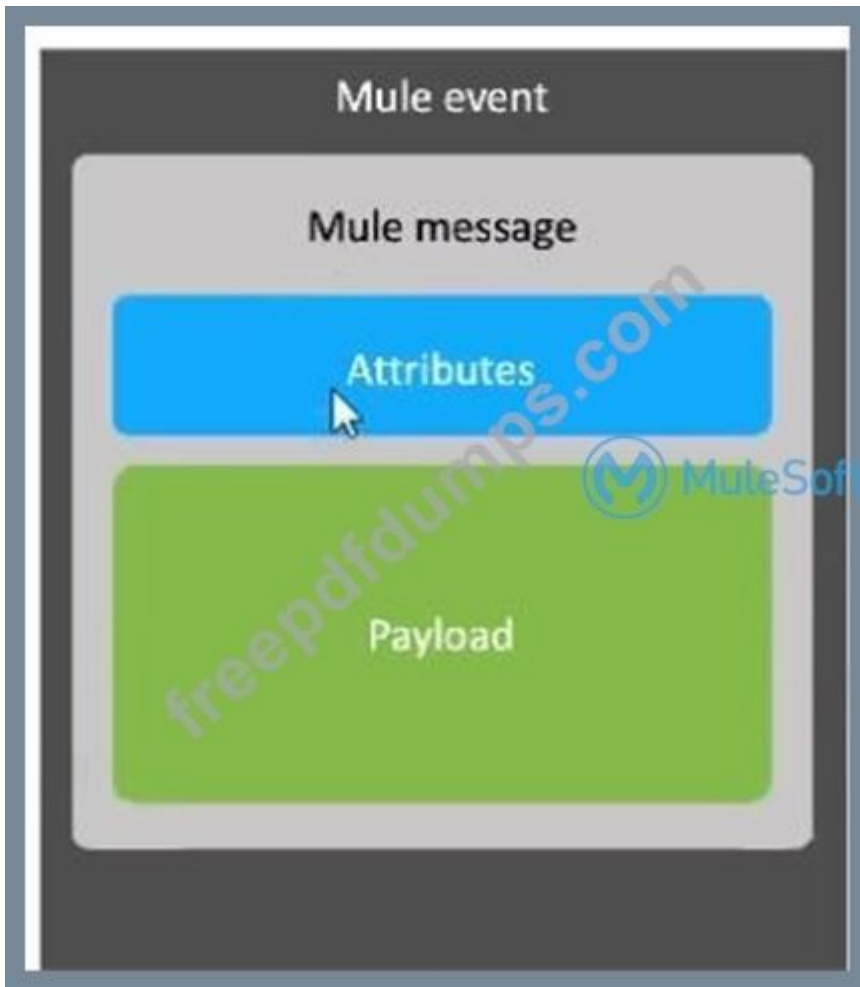 Mule event
Mule message
Attributes
MuleSof
Payload
freepdfdumps.com